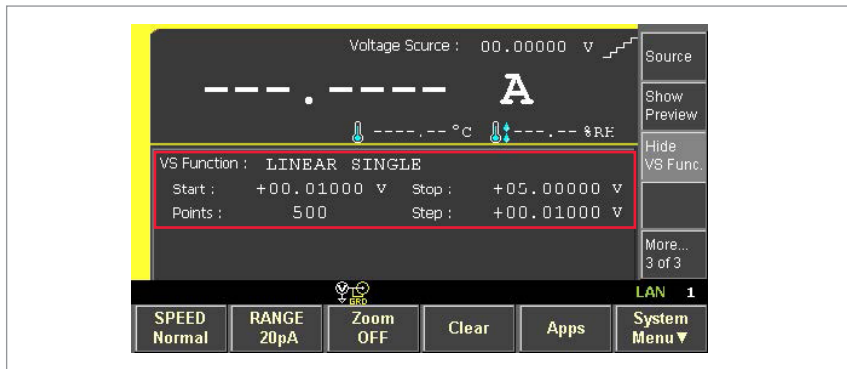 Voltage Source : 00.00000 V
Source
---.---- A
Show
Preview
----.--°C ---.--%RH
Hide
VS Func.
VS Function : LINEAR SINGLE
Start : +00.01000 V Stop : +05.00000 V
Points : 500 Step : +00.01000 V
More...
3 of 3
V GRD
LAN 1
SPEED
Normal
RANGE
20pA
Zoom
OFF
Clear
Apps
System
Menu▼